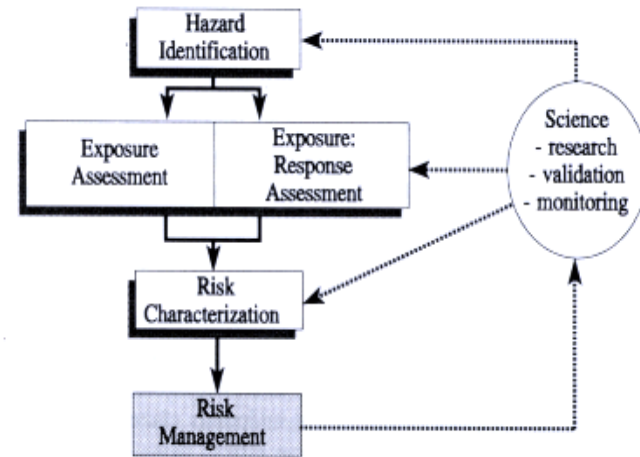 Hazard
Identification
Exposure
Assessment
Exposure:
Response
Assessment
Science
- research
- validation
- monitoring
Risk
Characterization
Risk
Management